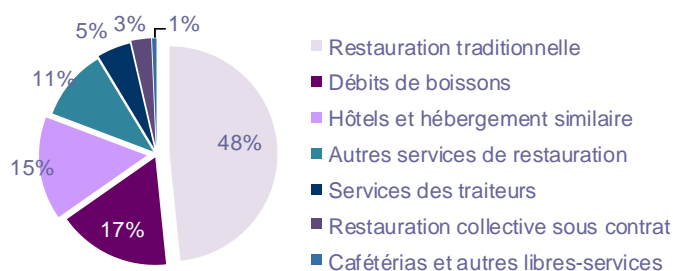 5% 3% 1%
11%
48%
15%
17%
Restauration traditionnelle
Débits de boissons
Hôtels et hébergement similaire
Autres services de restauration
Services des traiteurs
Restauration collective sous contrat
Cafétérias et autres libres-services